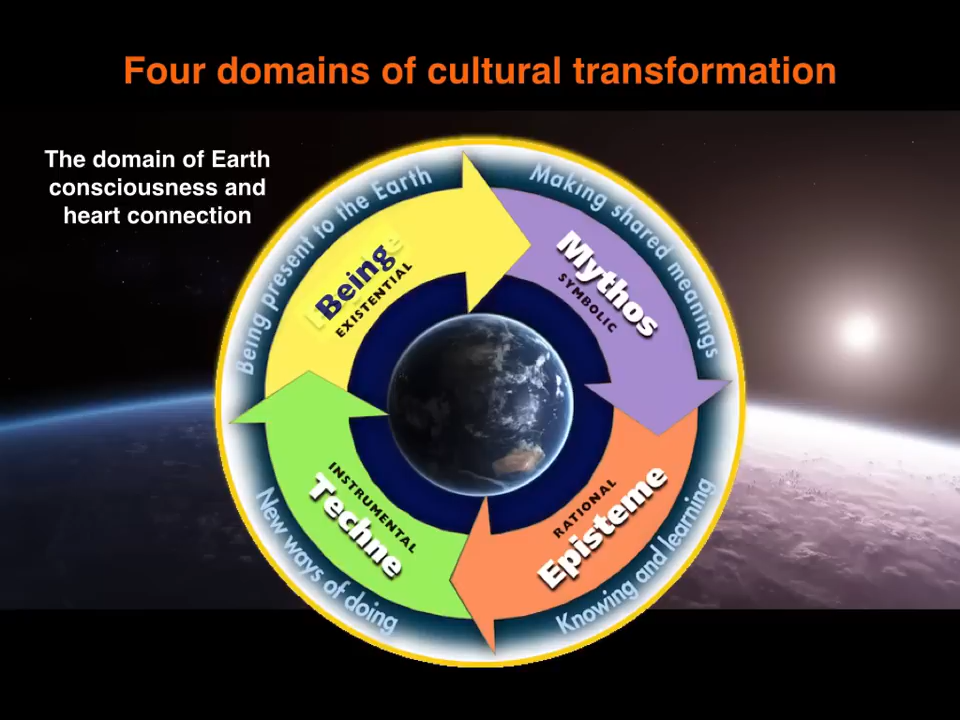 Four domains of cultural transformation
The domain of Earth
consciousness and
heart connection
Being present to the Earth
Making shared meanings
Being
EXISTENTIAL
Mythos
SYMBOLIC
INSTRUMENTAL
Techne
RATIONAL
Episteme
New ways of doing
Knowing and learning